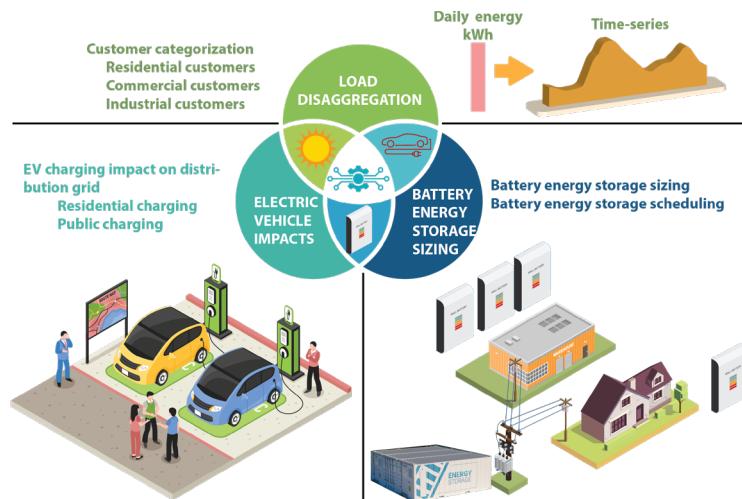 Customer categorization
Residential customers
Commercial customers
Industrial customers
LOAD
DISAGGREGATION
Daily energy
kWh
Time-series
EV charging impact on distri-
bution grid
Residential charging
Public charging
ELECTRIC
VEHICLE
IMPACTS
BATTERY
ENERGY
STORAGE
SIZING
Battery energy storage sizing
Battery energy storage scheduling
ENERGY
STORAGE